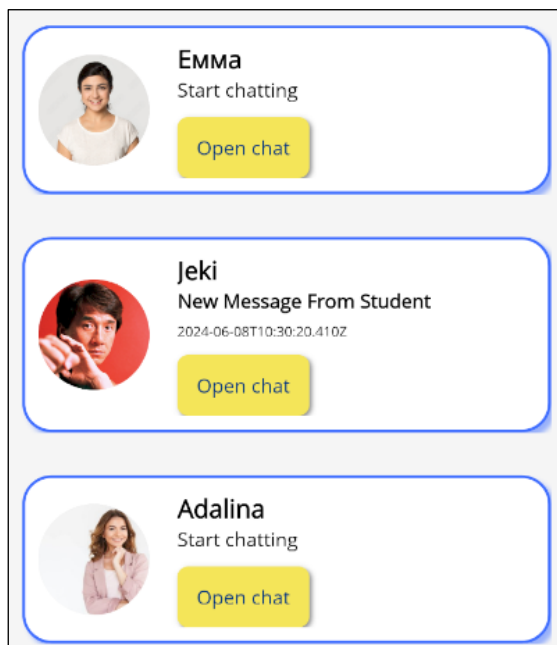 Емма
Start chatting
Open chat
Jeki
New Message From Student
2024-06-08T10:30:20.410Z
Open chat
Adalina
Start chatting
Open chat